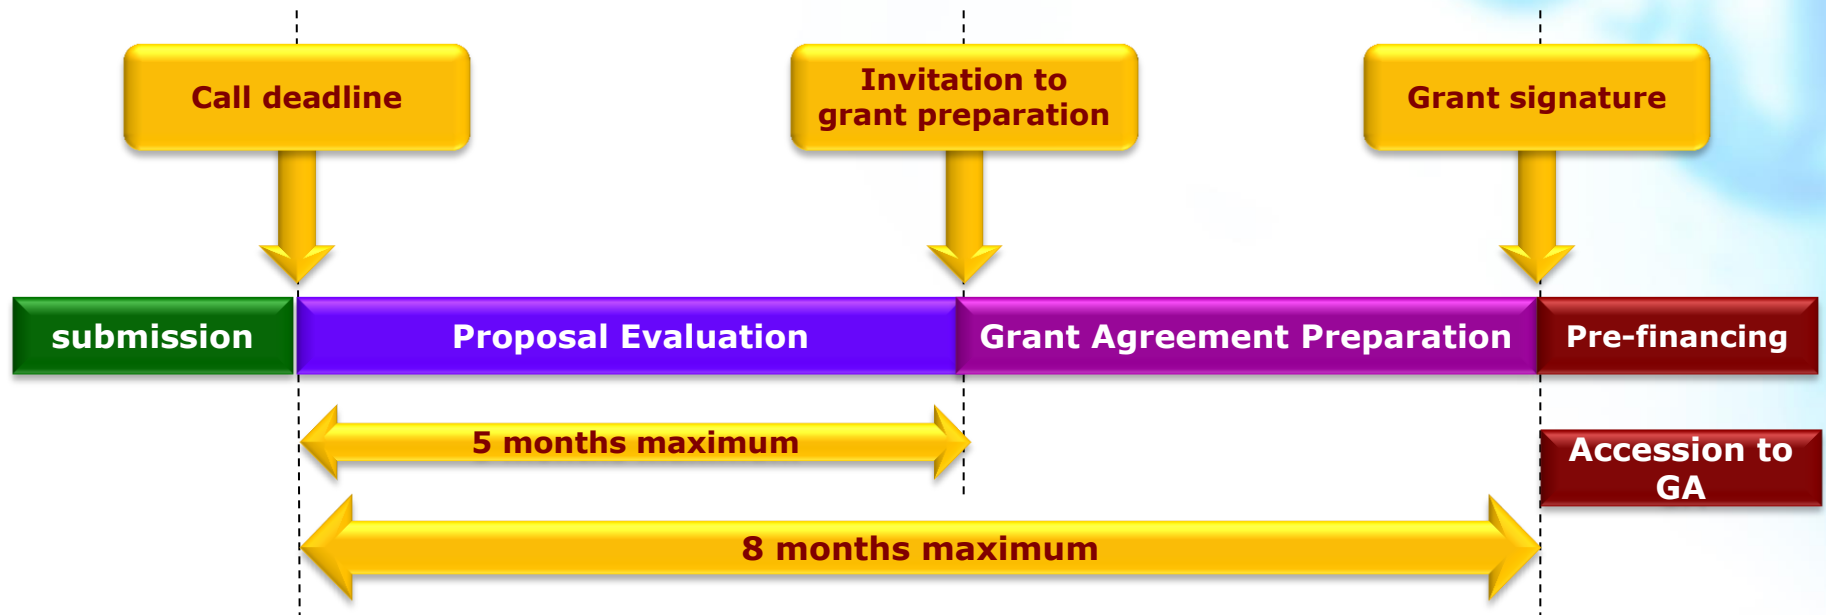 Call deadline
Invitation to
grant preparation
Grant signature
submission
Proposal Evaluation
Grant Agreement Preparation
Pre-financing
5 months maximum
Accession to
GA
8 months maximum